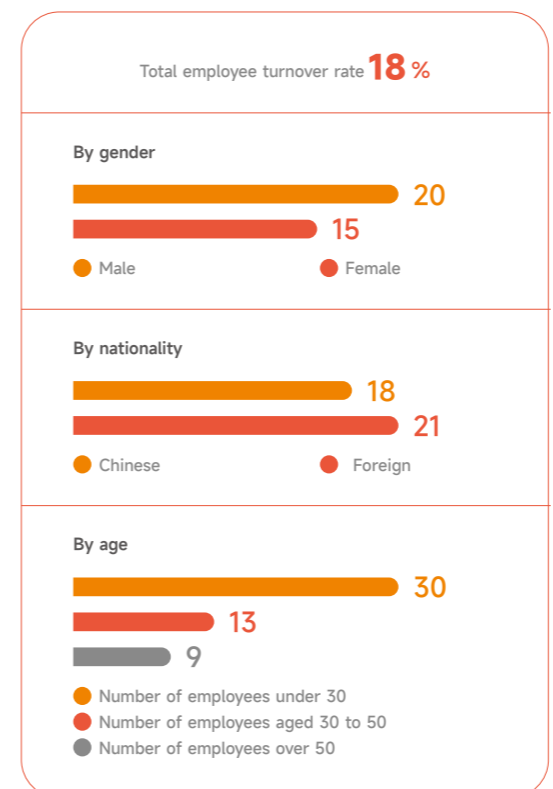 Total employee turnover rate 18 %
By gender
20
15
Male Female
By nationality
18
21
Chinese Foreign
By age
30
13
9
Number of employees under 30
Number of employees aged 30 to 50
Number of employees over 50